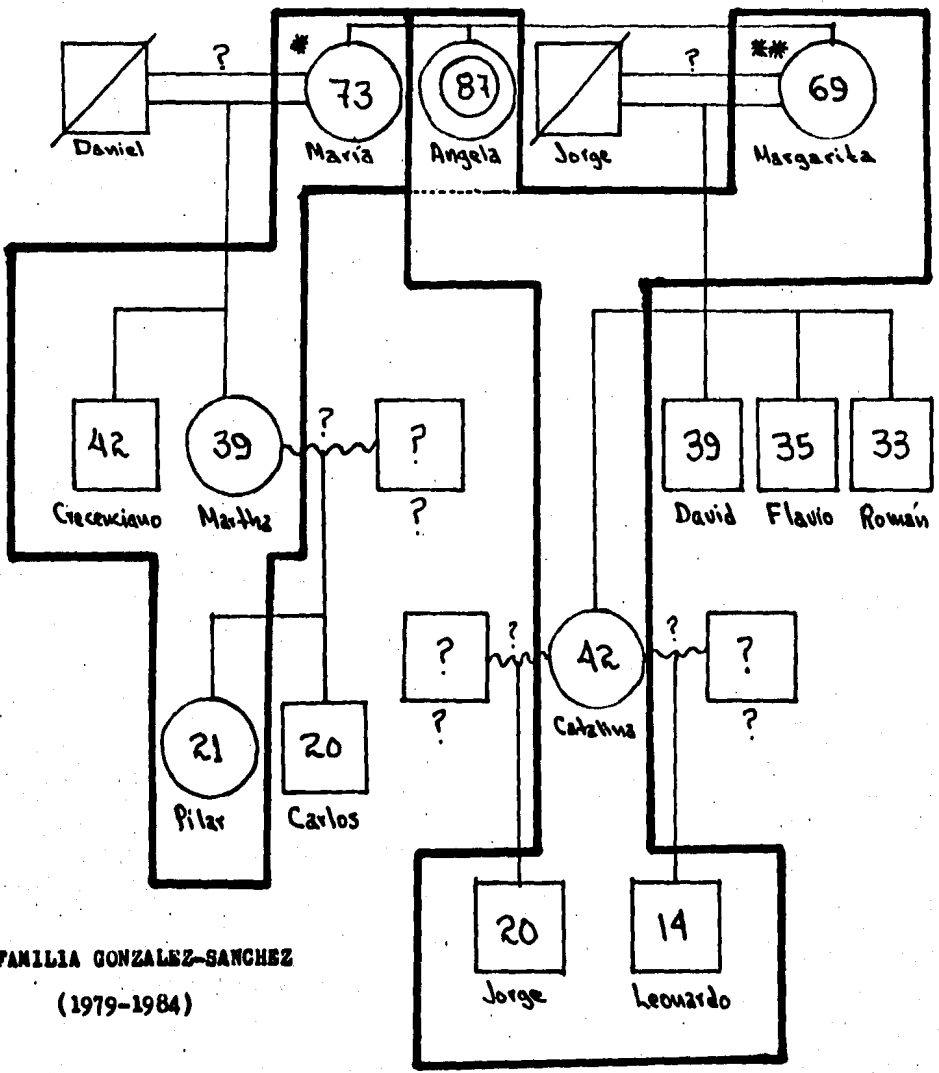 ? * ? **
73 87 69
Daniel María Angela Jorge Margarita
42 39 ? ? 39 35 33
Crecenciano Martha ? David Flavio Román
? ? 42 ? ?
? Catalina ?
21 20
Pilar Carlos
20 14
Jorge Leonardo
FAMILIA GONZALEZ-SANCHEZ
(1979-1984)